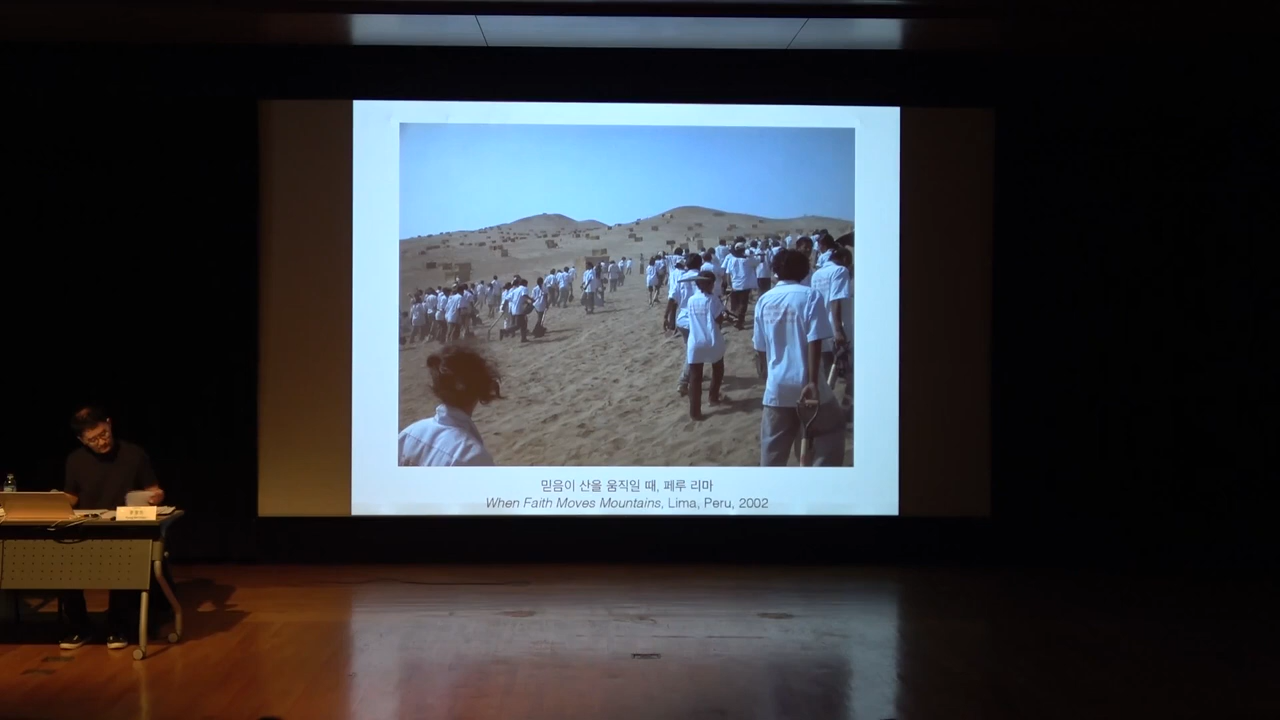 믿음이 산을 움직일 때, 페루 리마
When Faith Moves Mountains, Lima, Peru, 2002